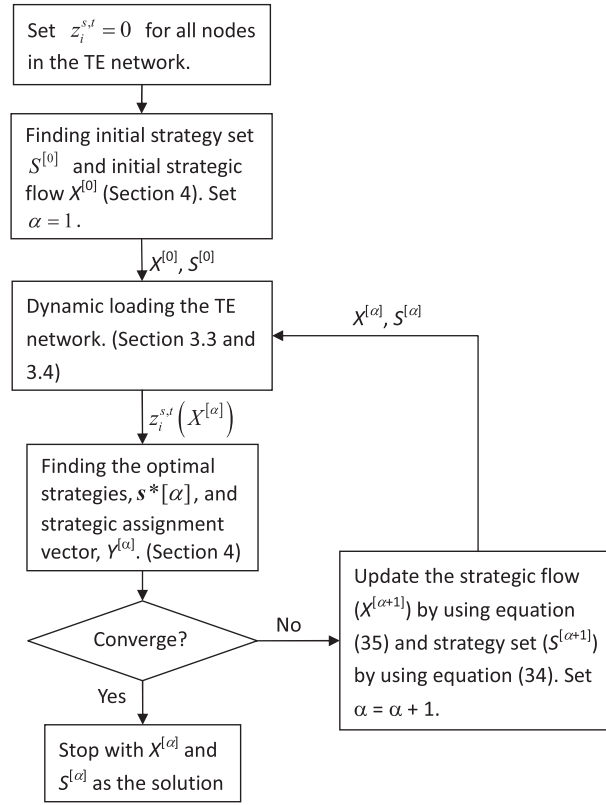 Set $z_i^{s,t} = 0$ for all nodes
in the TE network.
Finding initial strategy set
$S^{[0]}$ and initial strategic
flow $X^{[0]}$ (Section 4). Set
$\alpha = 1$.
$X^{[0]}, S^{[0]}$
Dynamic loading the TE
network. (Section 3.3 and
3.4)
$X^{[\alpha]}, S^{[\alpha]}$
$z_i^{s,t}\left(X^{[\alpha]}\right)$
Finding the optimal
strategies, $\boldsymbol{s}*[\alpha]$, and
strategic assignment
vector, $Y^{[\alpha]}$. (Section 4)
Converge?
No
Yes
Update the strategic flow
($X^{[\alpha+1]}$) by using equation
(35) and strategy set ($S^{[\alpha+1]}$)
by using equation (34). Set
α = α + 1.
Stop with $X^{[\alpha]}$ and
$S^{[\alpha]}$ as the solution